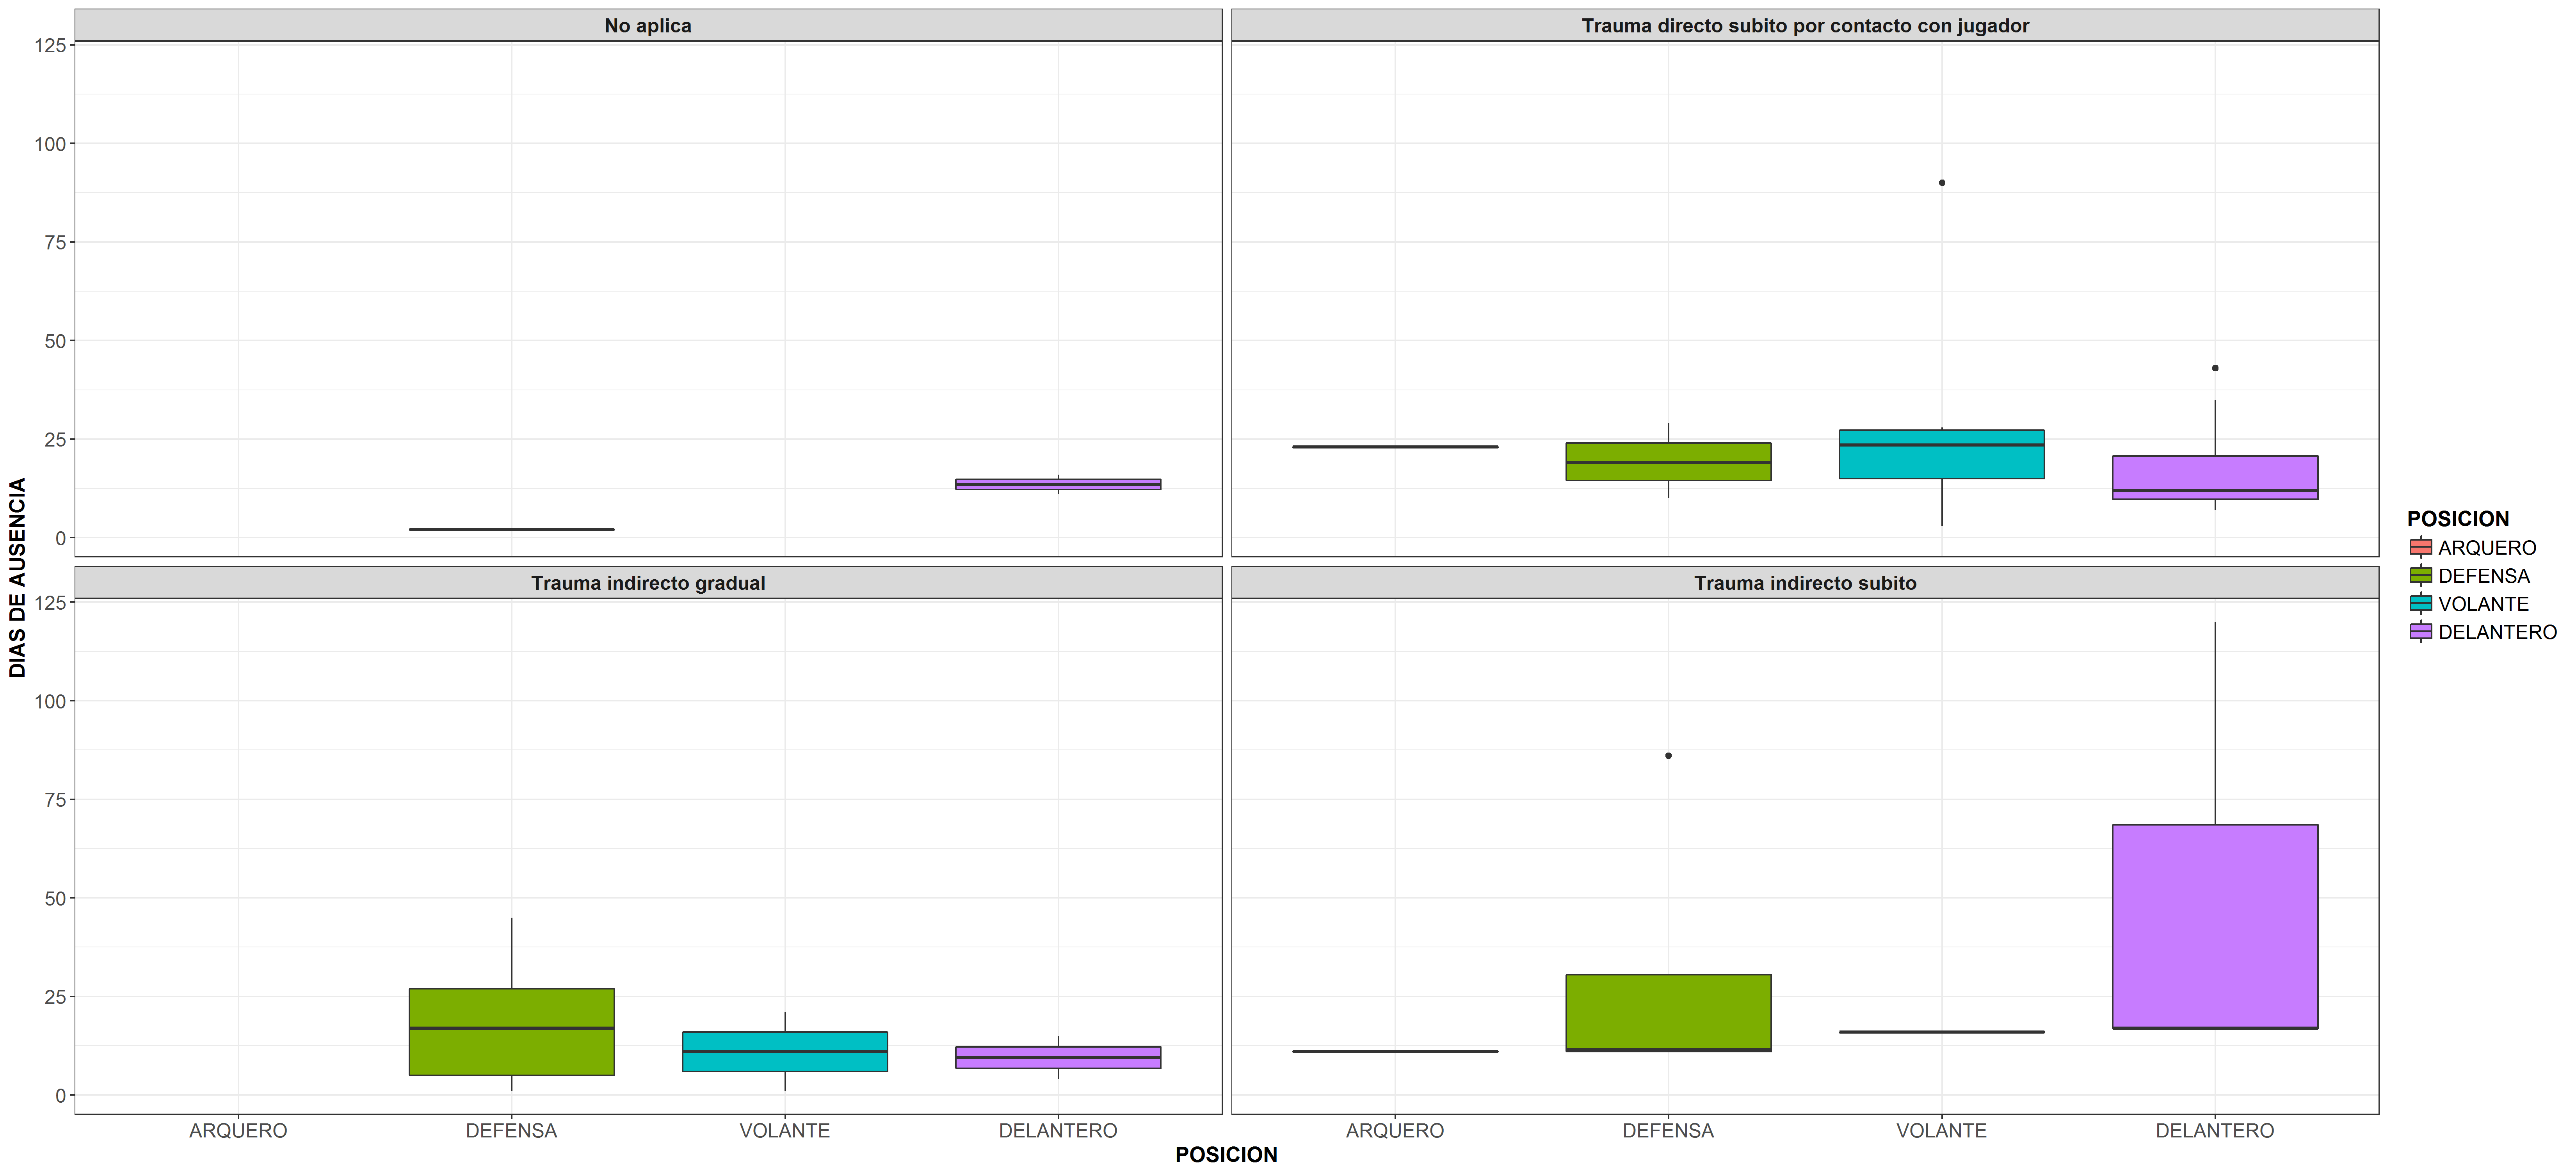 No aplica
Trauma directo subito por contacto con jugador
125
100
75
50
25
0
Trauma indirecto gradual
Trauma indirecto subito
125
100
75
50
25
0
ARQUERO DEFENSA VOLANTE DELANTERO
ARQUERO DEFENSA VOLANTE DELANTERO
POSICION
DIAS DE AUSENCIA
POSICION
ARQUERO
DEFENSA
VOLANTE
DELANTERO